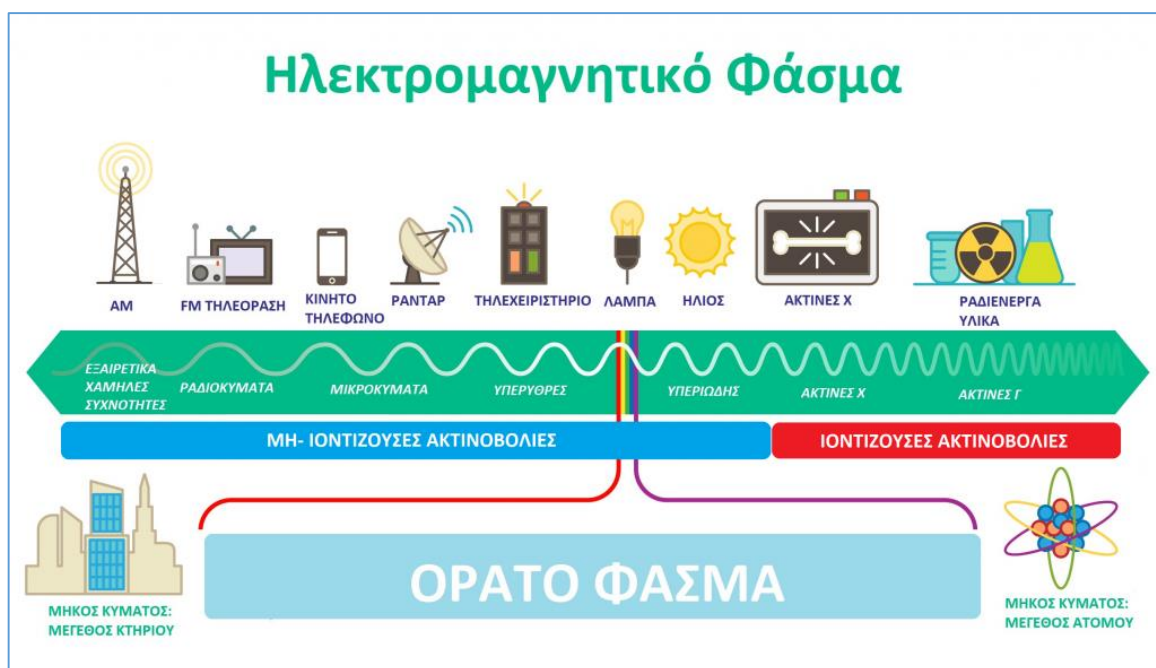 Ηλεκτρομαγνητικό Φάσμα
ΑΜ
FM ΤΗΛΕΟΡΑΣΗ
ΚΙΝΗΤΟ
ΤΗΛΕΦΩΝΟ
ΡΑΝΤΑΡ
ΤΗΛΕΧΕΙΡΙΣΤΗΡΙΟ
ΛΑΜΠΑ
ΗΛΙΟΣ
ΑΚΤΙΝΕΣ Χ
ΡΑΔΙΕΝΕΡΓΑ
ΥΛΙΚΑ
ΕΞΑΙΡΕΤΙΚΑ
ΧΑΜΗΛΕΣ
ΣΥΧΝΟΤΗΤΕΣ
ΡΑΔΙΟΚΥΜΑΤΑ
ΜΙΚΡΟΚΥΜΑΤΑ
ΥΠΕΡΥΘΡΕΣ
ΥΠΕΡΙΩΔΗΣ
ΑΚΤΙΝΕΣ Χ
ΑΚΤΙΝΕΣ Γ
ΜΗ- ΙΟΝΤΙΖΟΥΣΕΣ ΑΚΤΙΝΟΒΟΛΙΕΣ
ΙΟΝΤΙΖΟΥΣΕΣ ΑΚΤΙΝΟΒΟΛΙΕΣ
ΟΡΑΤΟ ΦΑΣΜΑ
ΜΗΚΟΣ ΚΥΜΑΤΟΣ:
ΜΕΓΕΘΟΣ ΚΤΗΡΙΟΥ
ΜΗΚΟΣ ΚΥΜΑΤΟΣ:
ΜΕΓΕΘΟΣ ΑΤΟΜΟΥ